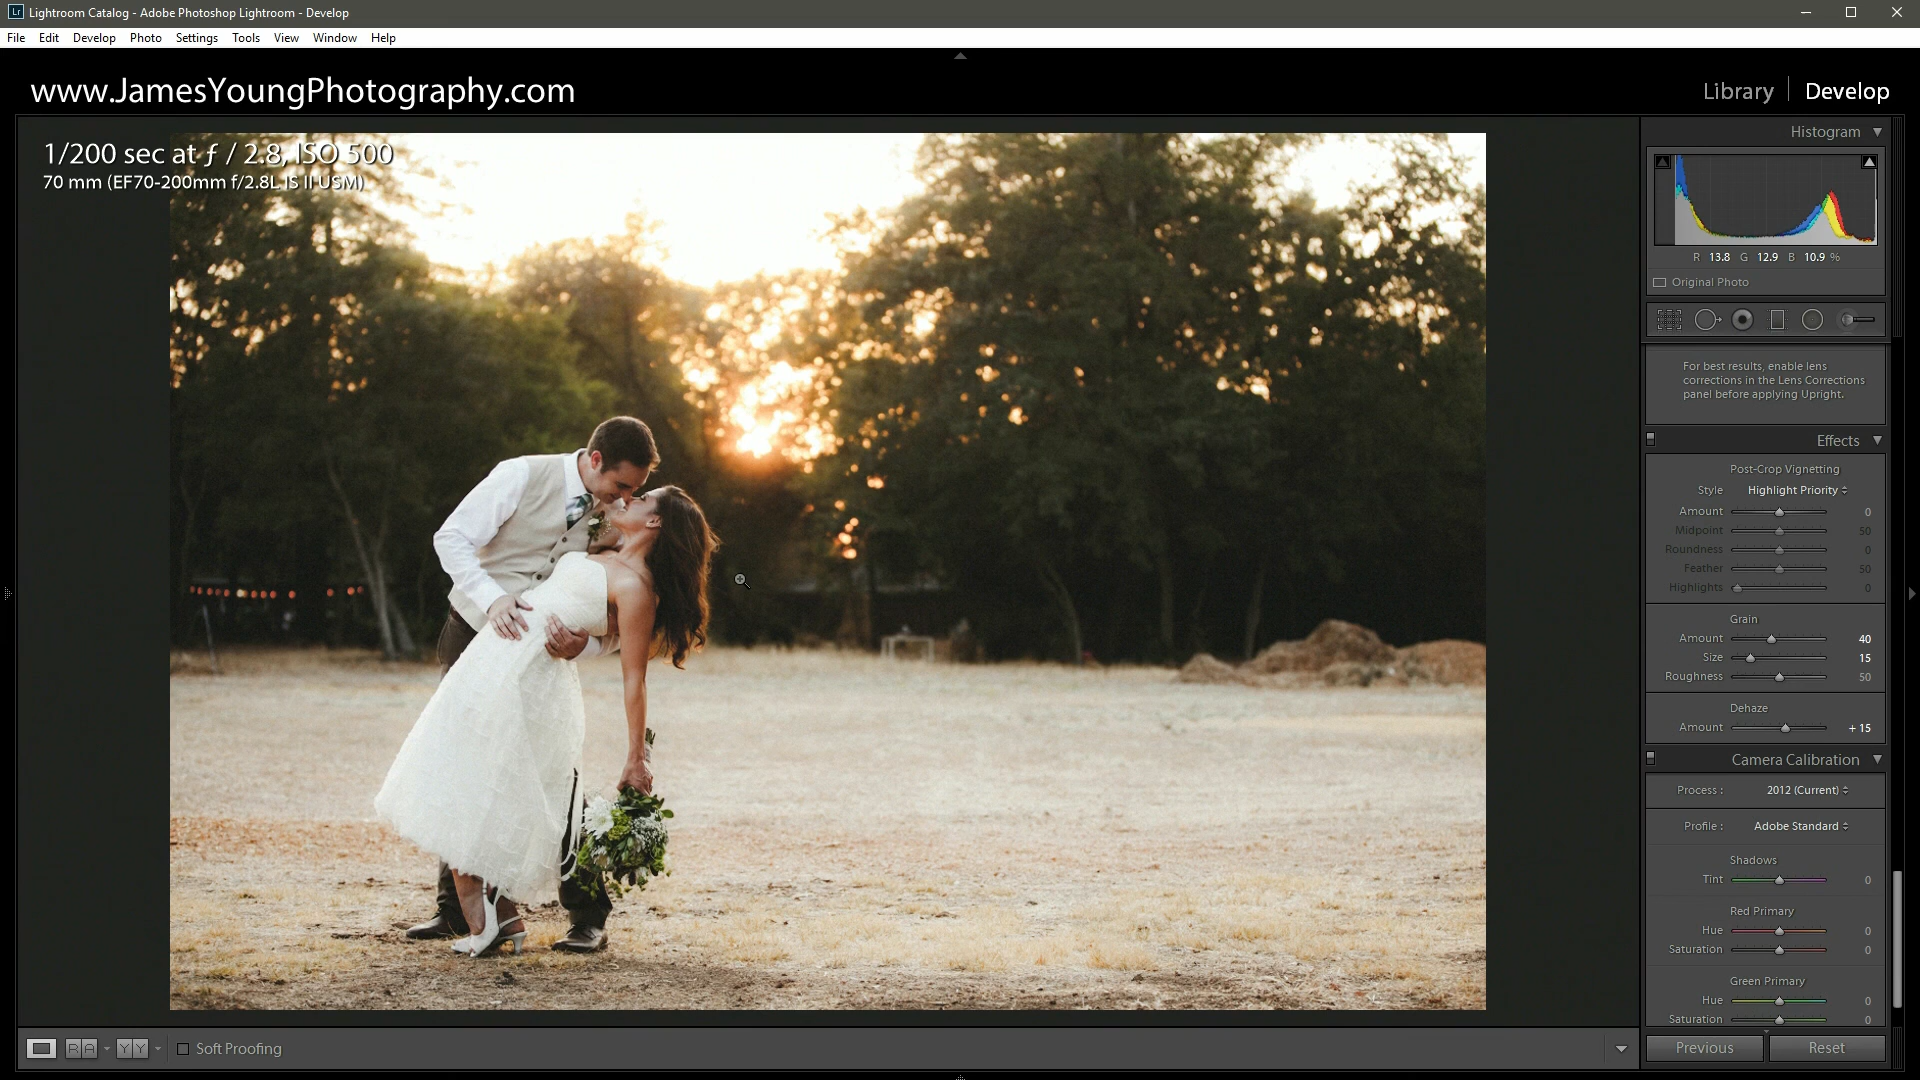 Lr Lightroom Catalog - Adobe Photoshop Lightroom - Develop
File Edit Develop Photo Settings Tools View Window Help
www.JamesYoungPhotography.com
Library Develop
1/200 sec at ƒ / 2.8, ISO 500
70 mm (EF70-200mm f/2.8L IS II USM)
Histogram
R 13.8 G 12.9 B 10.9 %
Original Photo
For best results, enable lens
corrections in the Lens Corrections
panel before applying Upright.
Effects
Post-Crop Vignetting
Style Highlight Priority
Amount 0
Midpoint 50
Roundness 0
Feather 50
Highlights 0
Grain
Amount 40
Size 15
Roughness 50
Dehaze
Amount + 15
Camera Calibration
Process : 2012 (Current)
Profile : Adobe Standard
Shadows
Tint 0
Red Primary
Hue 0
Saturation 0
Green Primary
Hue 0
Saturation 0
R A Y Y Soft Proofing
Previous Reset